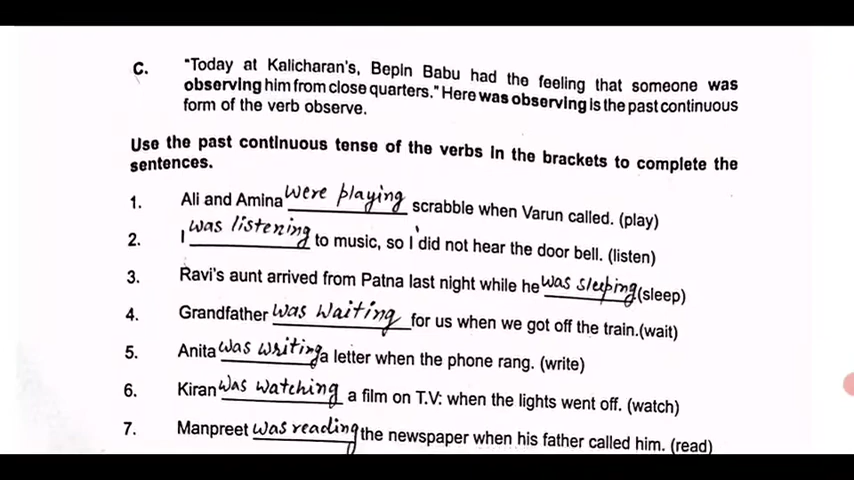 C. "Today at Kalicharan's, Bepin Babu had the feeling that someone was
observing him from close quarters." Here was observing is the past continuous
form of the verb observe.
Use the past continuous tense of the verbs in the brackets to complete the
sentences.
1. Ali and Amina were playing scrabble when Varun called. (play)
2. I was listening to music, so I did not hear the door bell. (listen)
3. Ravi's aunt arrived from Patna last night while he was sleeping (sleep)
4. Grandfather was waiting for us when we got off the train.(wait)
5. Anita was writing a letter when the phone rang. (write)
6. Kiran was watching a film on T.V: when the lights went off. (watch)
7. Manpreet was reading the newspaper when his father called him. (read)